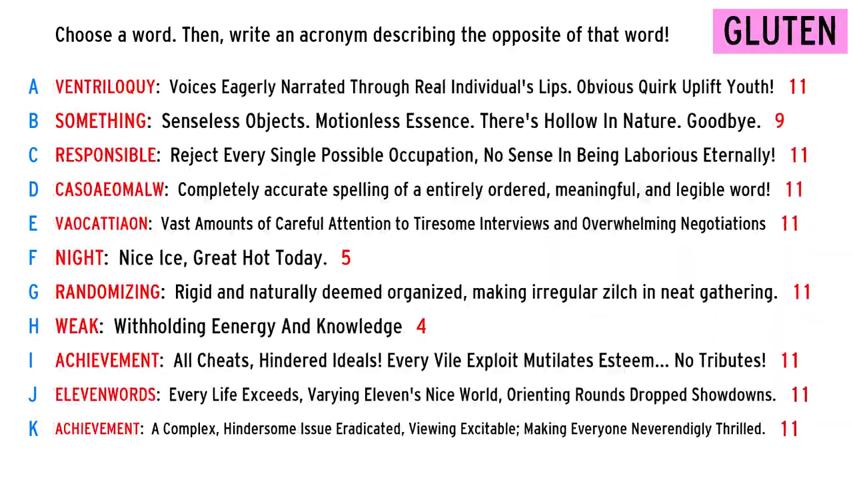 Choose a word. Then, write an acronym describing the opposite of that word!
GLUTEN
A VENTRILOQUY: Voices Eagerly Narrated Through Real Individual's Lips. Obvious Quirk Uplift Youth! 11
B SOMETHING: Senseless Objects. Motionless Essence. There's Hollow In Nature. Goodbye. 9
C RESPONSIBLE: Reject Every Single Possible Occupation, No Sense In Being Laborious Eternally! 11
D CASOAEOMALW: Completely accurate spelling of a entirely ordered, meaningful, and legible word! 11
E VAOCATTIAON: Vast Amounts of Careful Attention to Tiresome Interviews and Overwhelming Negotiations 11
F NIGHT: Nice Ice, Great Hot Today. 5
G RANDOMIZING: Rigid and naturally deemed organized, making irregular zilch in neat gathering. 11
H WEAK: Withholding Eenergy And Knowledge 4
I ACHIEVEMENT: All Cheats, Hindered Ideals! Every Vile Exploit Mutilates Esteem... No Tributes! 11
J ELEVENWORDS: Every Life Exceeds, Varying Eleven's Nice World, Orienting Rounds Dropped Showdowns. 11
K ACHIEVEMENT: A Complex, Hindersome Issue Eradicated, Viewing Excitable; Making Everyone Neverendigly Thrilled. 11